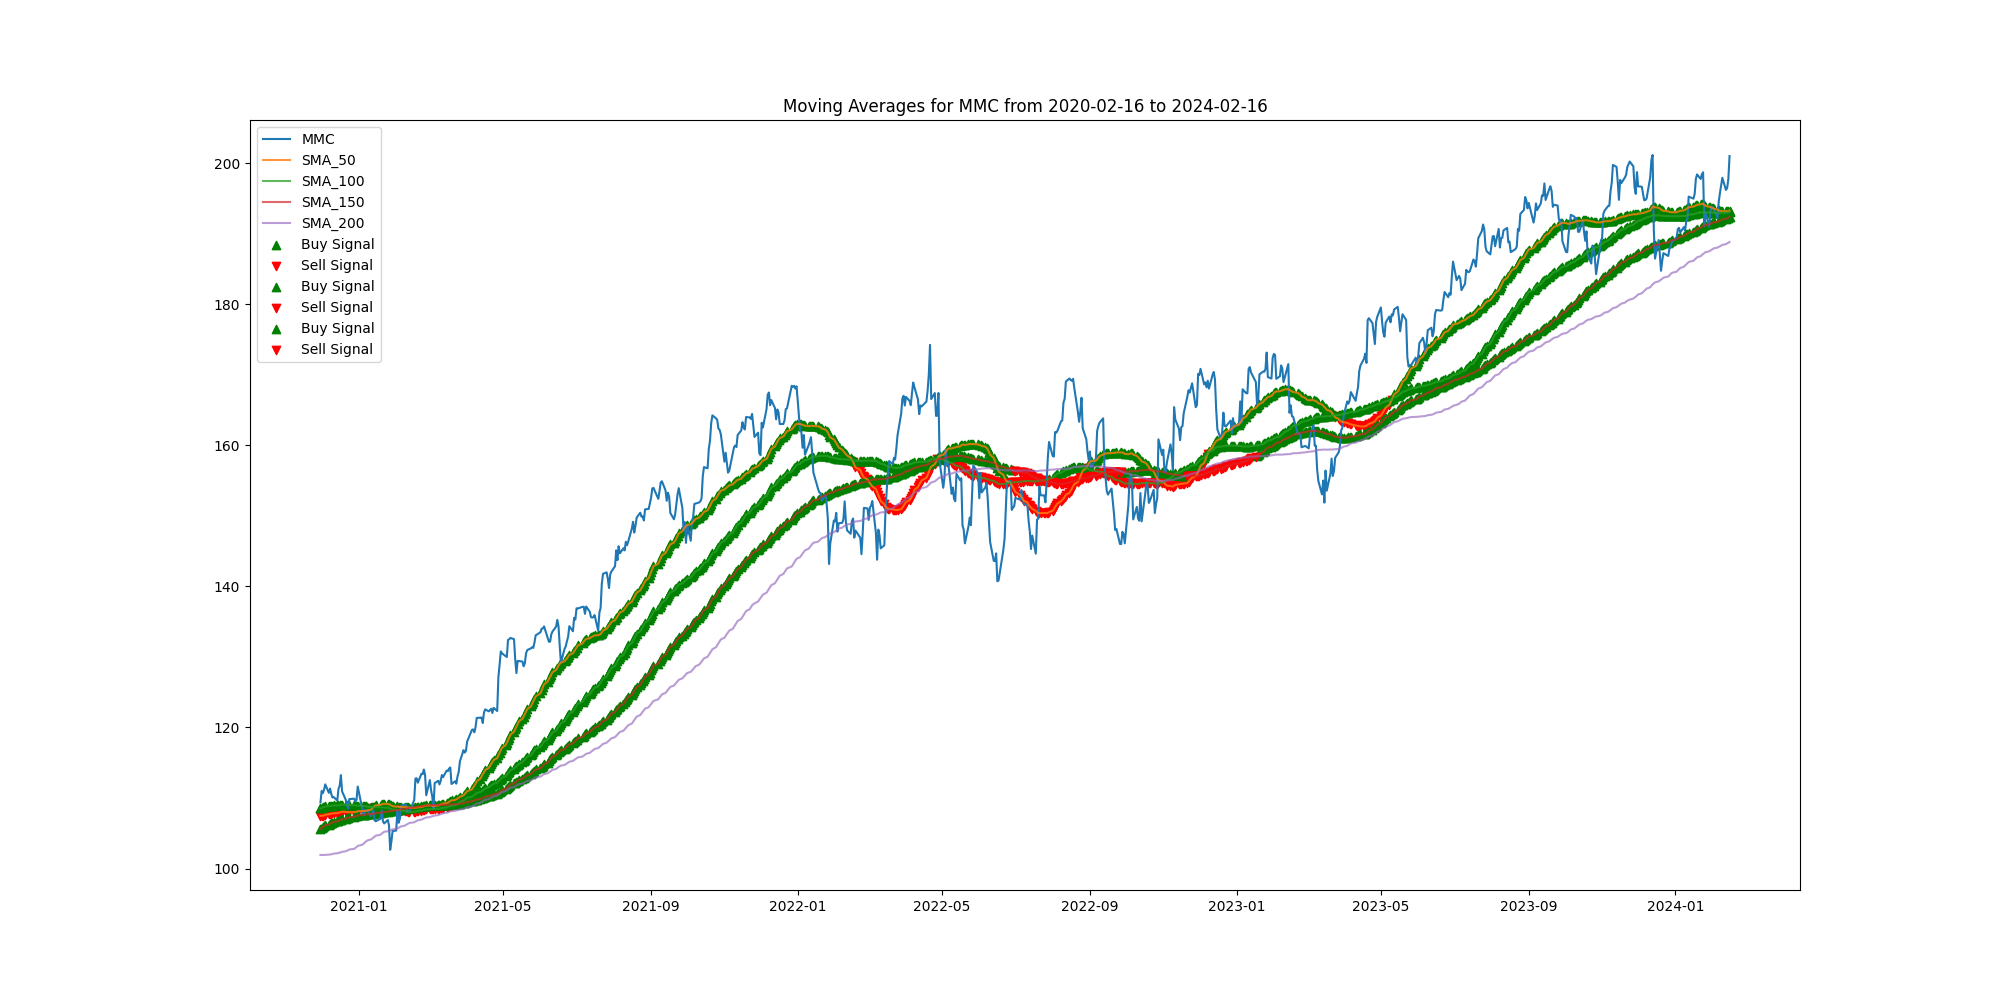 Moving Averages for MMC from 2020-02-16 to 2024-02-16
MMC
SMA_50
SMA_100
SMA_150
SMA_200
Buy Signal
Sell Signal
Buy Signal
Sell Signal
Buy Signal
Sell Signal
200
180
160
140
120
100
2021-01
2021-05
2021-09
2022-01
2022-05
2022-09
2023-01
2023-05
2023-09
2024-01